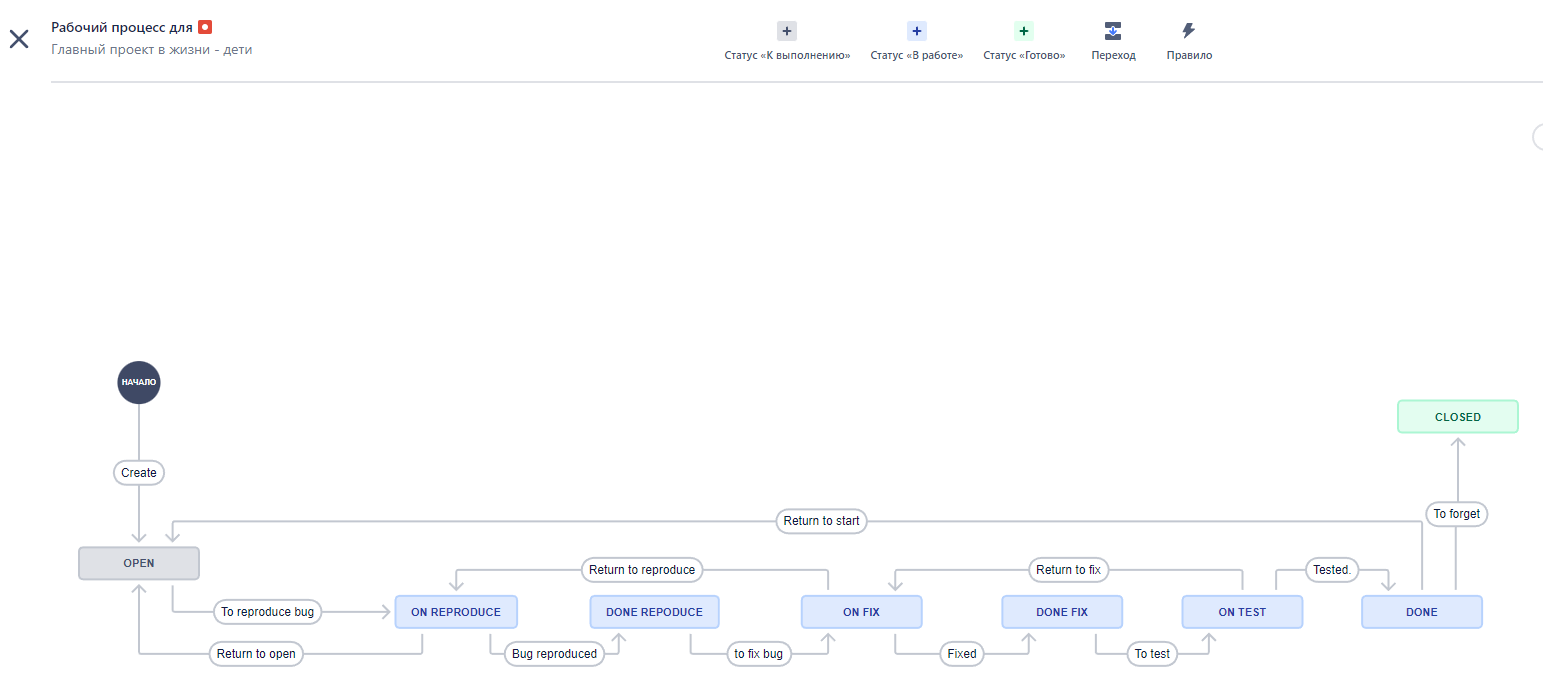 Рабочий процесс для
Главный проект в жизни - дети
Статус «К выполнению»
Статус «В работе»
Статус «Готово»
Переход
Правило
НАЧАЛО
CLOSED
Create
To forget
Return to start
OPEN
Return to reproduce
Return to fix
Tested.
To reproduce bug
ON REPRODUCE
DONE REPODUCE
ON FIX
DONE FIX
ON TEST
DONE
Return to open
Bug reproduced
to fix bug
Fixed
To test